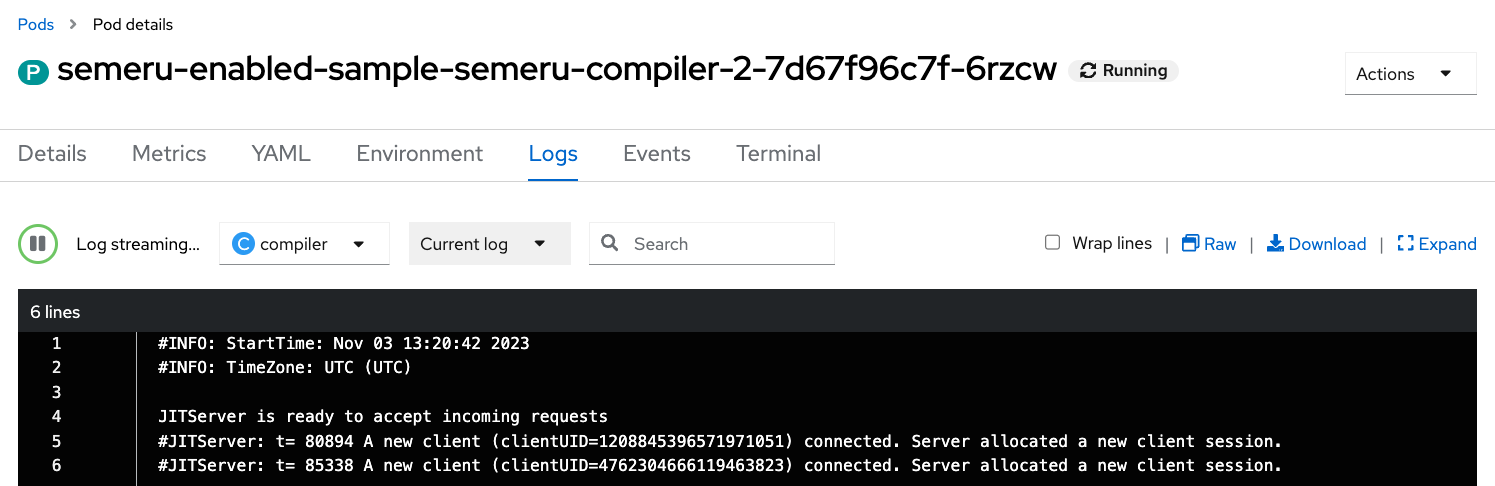 Pods > Pod details
P semeru-enabled-sample-semeru-compiler-2-7d67f96c7f-6rzcw Running
Actions
Details Metrics YAML Environment Logs Events Terminal
Log streaming... C compiler Current log Search Wrap lines | Raw | Download | Expand
6 lines
1 #INFO: StartTime: Nov 03 13:20:42 2023
2 #INFO: TimeZone: UTC (UTC)
3
4 JITServer is ready to accept incoming requests
5 #JITServer: t= 80894 A new client (clientUID=1208845396571971051) connected. Server allocated a new client session.
6 #JITServer: t= 85338 A new client (clientUID=4762304666119463823) connected. Server allocated a new client session.